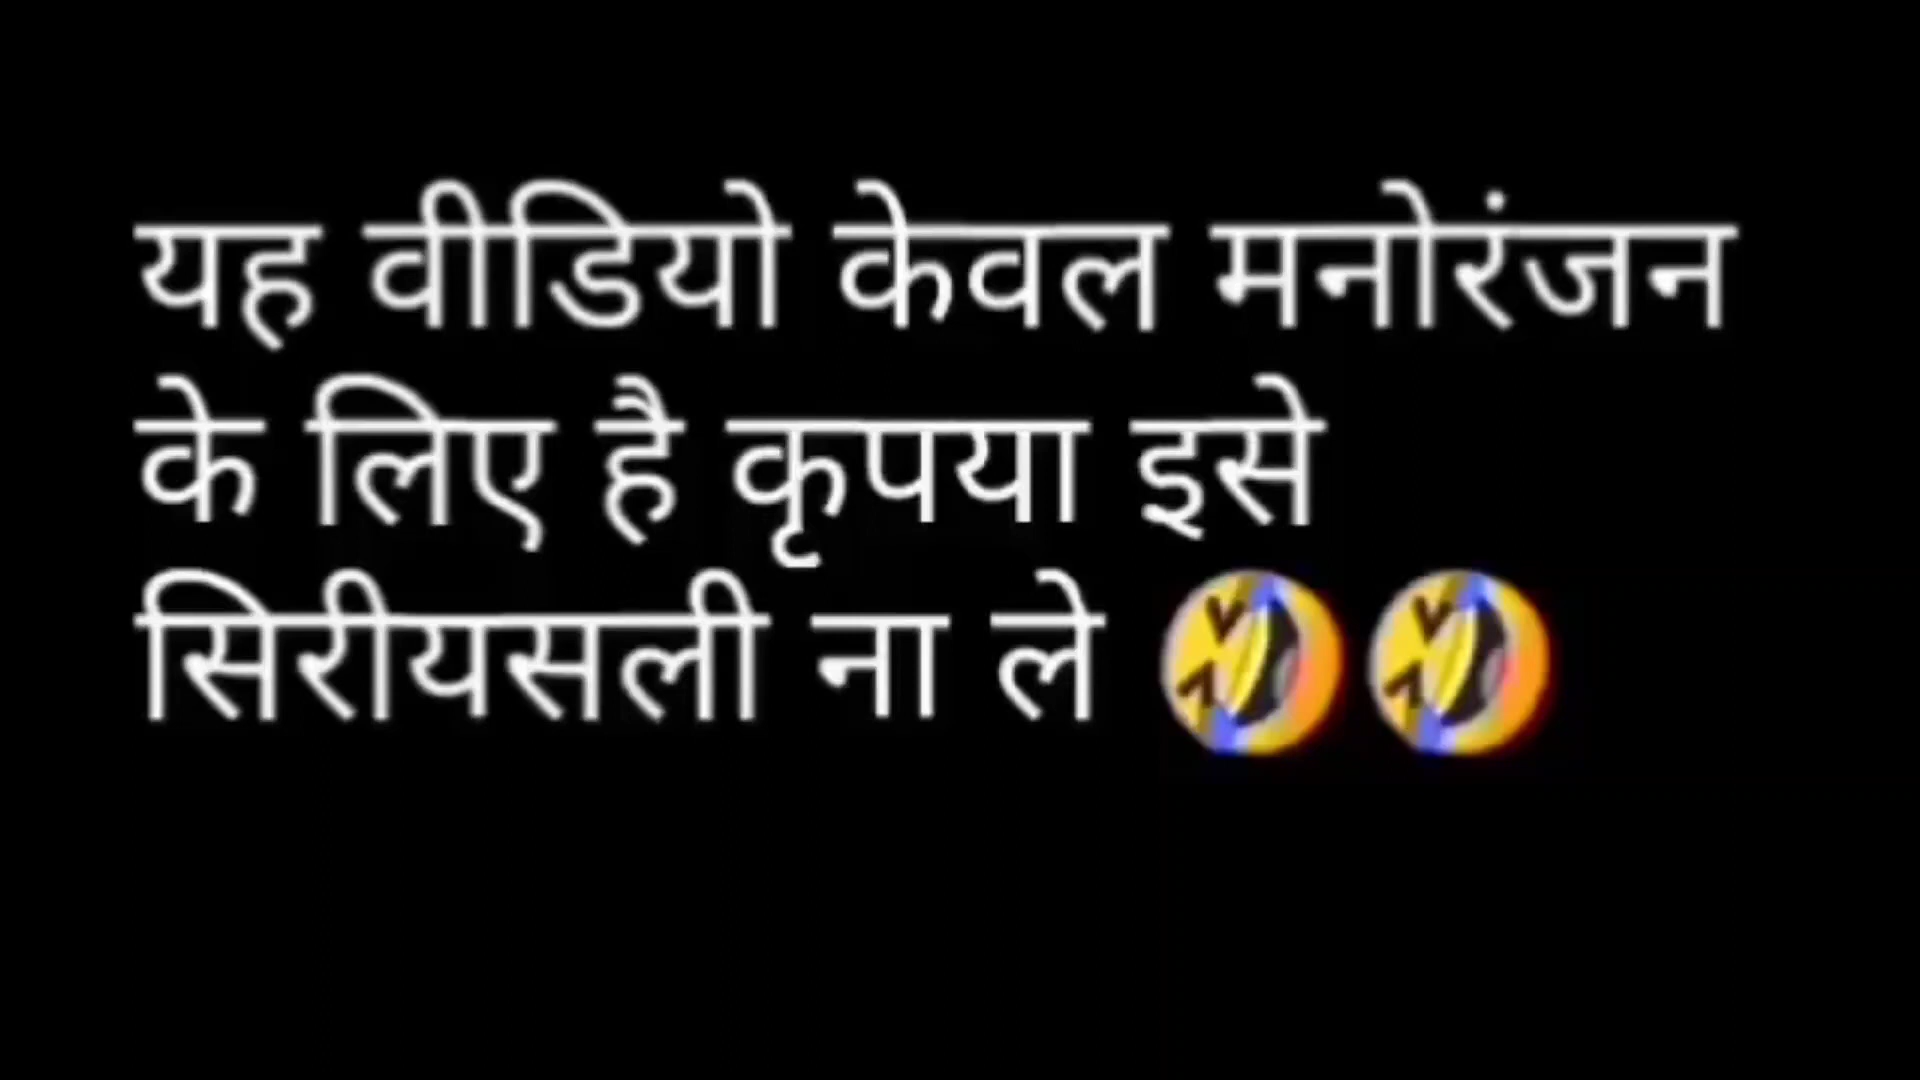 यह वीडियो केवल मनोरंजन
के लिए है कृपया इसे
सिरीयसली ना ले 🤣🤣